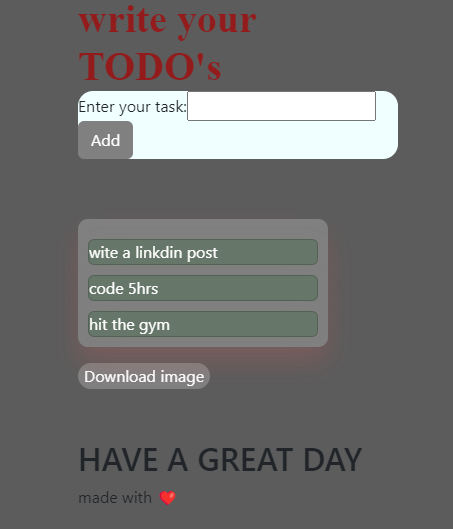 write your
TODO's
Enter your task:
Add
wite a linkdin post
code 5hrs
hit the gym
Download image
HAVE A GREAT DAY
made with ❤️